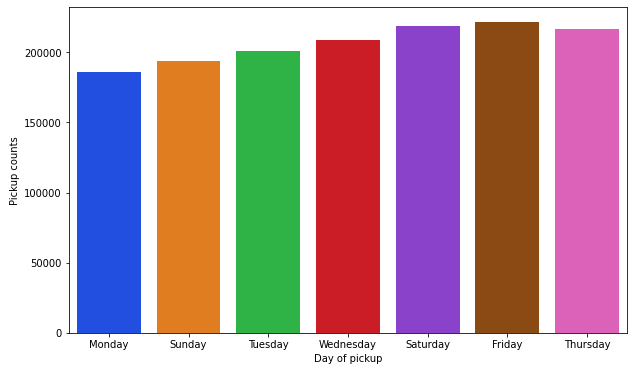 Pickup counts
200000
150000
100000
50000
0
Monday Sunday Tuesday Wednesday Saturday Friday Thursday
Day of pickup